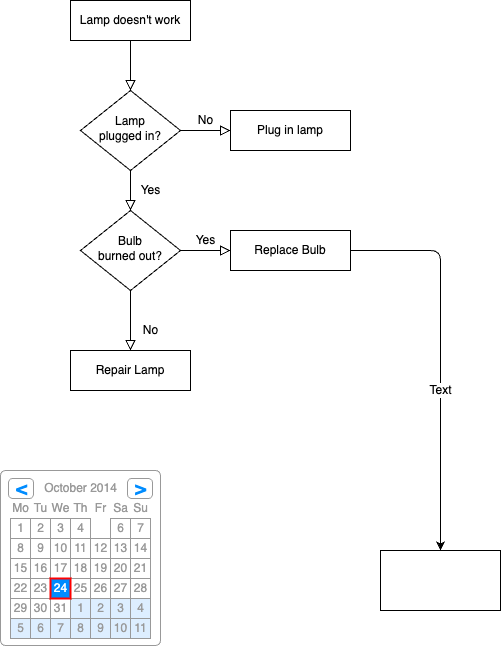 Lamp doesn't work
Lamp
plugged in?
No
Plug in lamp
Yes
Bulb
burned out?
Yes
Replace Bulb
No
Repair Lamp
Text
< October 2014 >
Mo Tu We Th Fr Sa Su
1 2 3 4 6 7
8 9 10 11 12 13 14
15 16 17 18 19 20 21
22 23 24 25 26 27 28
29 30 31 1 2 3 4
5 6 7 8 9 10 11